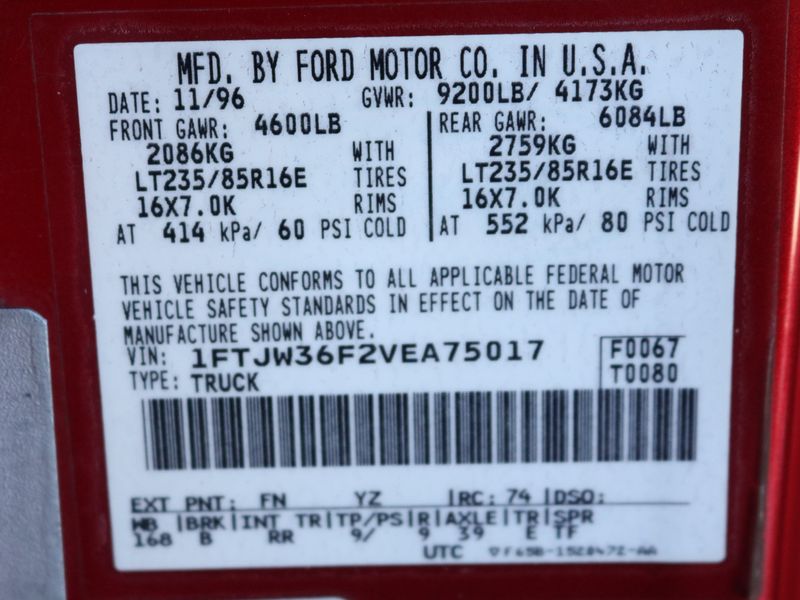 MFD. BY FORD MOTOR CO. IN U.S.A.
DATE: 11/96 GVWR: 9200LB/ 4173KG
FRONT GAWR: 4600LB REAR GAWR: 6084LB
2086KG WITH 2759KG WITH
LT235/85R16E TIRES LT235/85R16E TIRES
16X7.0K RIMS 16X7.0K RIMS
AT 414 kPa/ 60 PSI COLD AT 552 kPa/ 80 PSI COLD
THIS VEHICLE CONFORMS TO ALL APPLICABLE FEDERAL MOTOR
VEHICLE SAFETY STANDARDS IN EFFECT ON THE DATE OF
MANUFACTURE SHOWN ABOVE.
VIN: 1FTJW36F2VEA75017 F0067
TYPE: TRUCK T0080
EXT PNT: FN YZ RC: 74 DSO:
WB BRK INT TR TP/PS R AXLE TR SPR
168 B RR 9/ 9 39 E TF
UTC